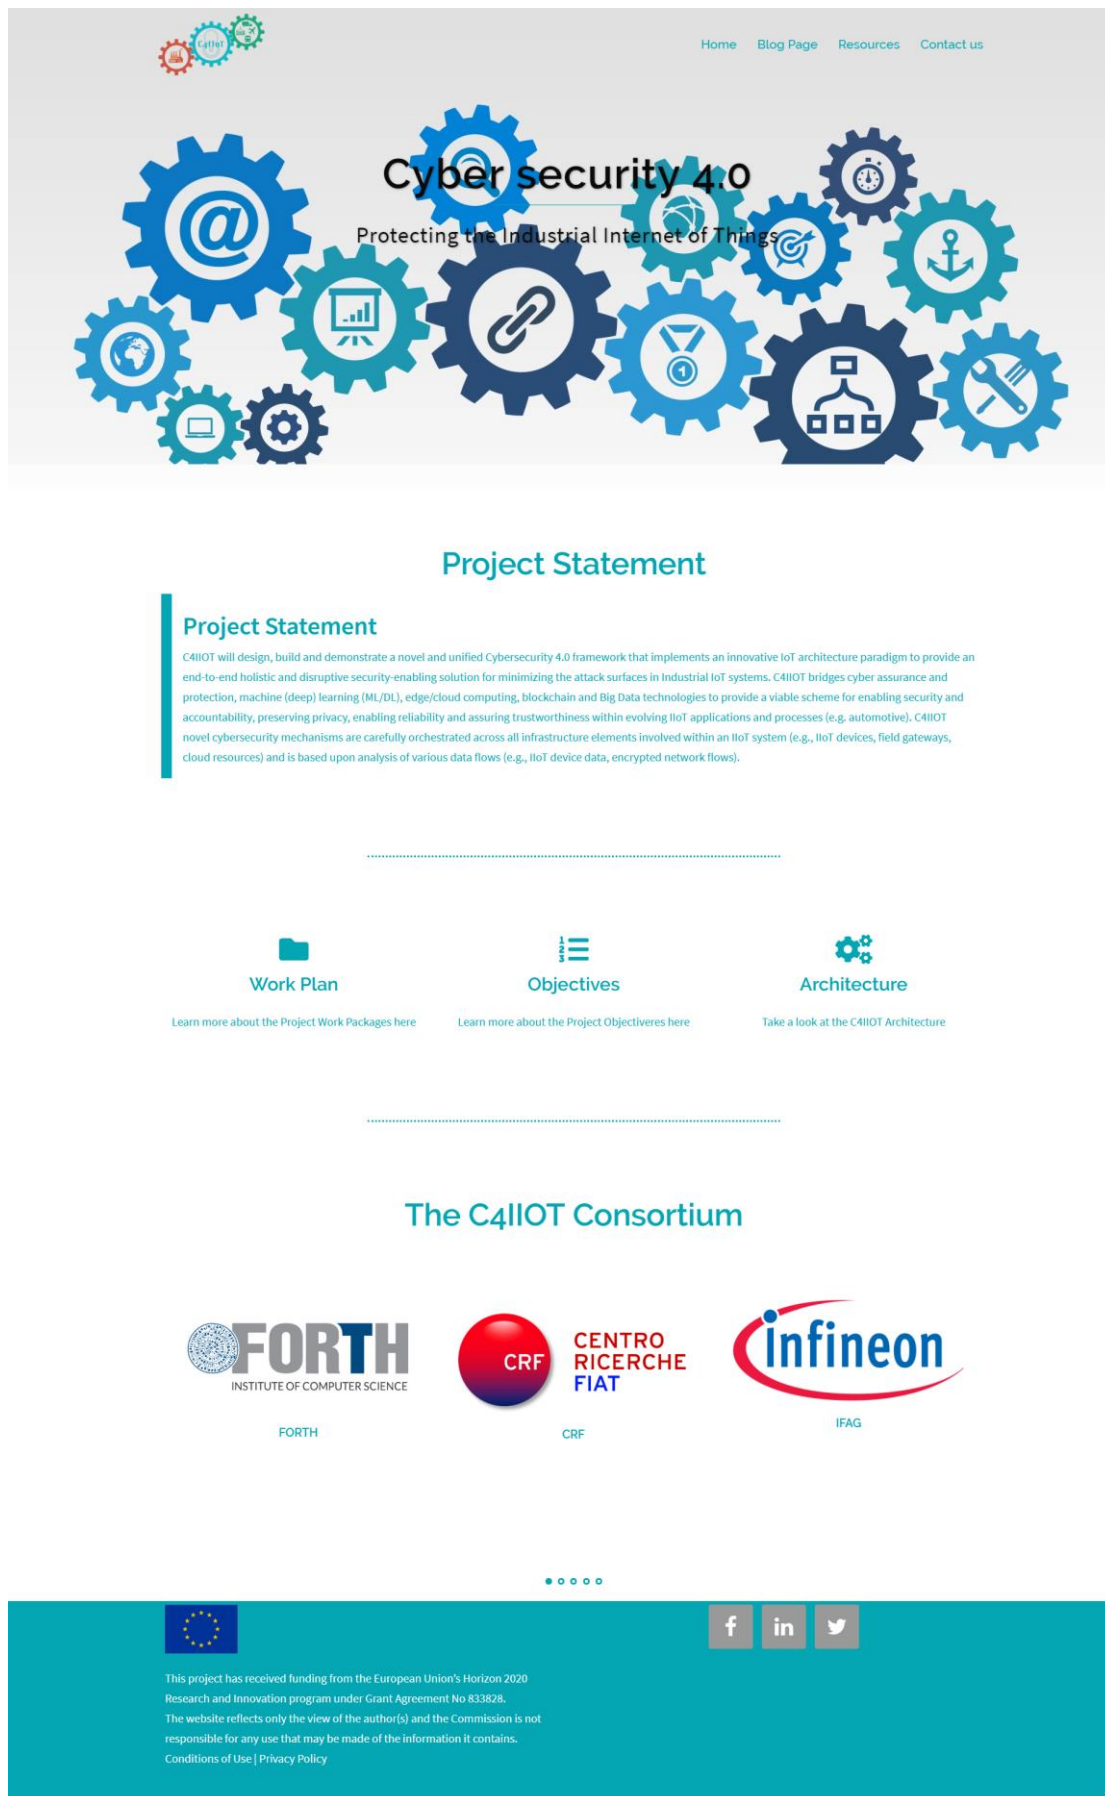 C4IIoT
Home Blog Page Resources Contact us
@
Cyber security 4.0
Protecting the Industrial Internet of Things
1
Project Statement
Project Statement
C4IIOT will design, build and demonstrate a novel and unified Cybersecurity 4.0 framework that implements an innovative IoT architecture paradigm to provide an
end-to-end holistic and disruptive security-enabling solution for minimizing the attack surfaces in Industrial IoT systems. C4IIOT bridges cyber assurance and
protection, machine (deep) learning (ML/DL), edge/cloud computing, blockchain and Big Data technologies to provide a viable scheme for enabling security and
accountability, preserving privacy, enabling reliability and assuring trustworthiness within evolving IIoT applications and processes (e.g. automotive). C4IIOT
novel cybersecurity mechanisms are carefully orchestrated across all infrastructure elements involved within an IIoT system (e.g., IIoT devices, field gateways,
cloud resources) and is based upon analysis of various data flows (e.g., IIoT device data, encrypted network flows).
1
2
3
Work Plan Objectives Architecture
Learn more about the Project Work Packages here Learn more about the Project Objectiveres here Take a look at the C4IIOT Architecture
The C4IIOT Consortium
FORTH
INSTITUTE OF COMPUTER SCIENCE
FORTH
CRF
CENTRO
RICERCHE
FIAT
CRF
infineon
IFAG
f in
This project has received funding from the European Union's Horizon 2020
Research and Innovation program under Grant Agreement No 833828.
The website reflects only the view of the author(s) and the Commission is not
responsible for any use that may be made of the information it contains.
Conditions of Use | Privacy Policy